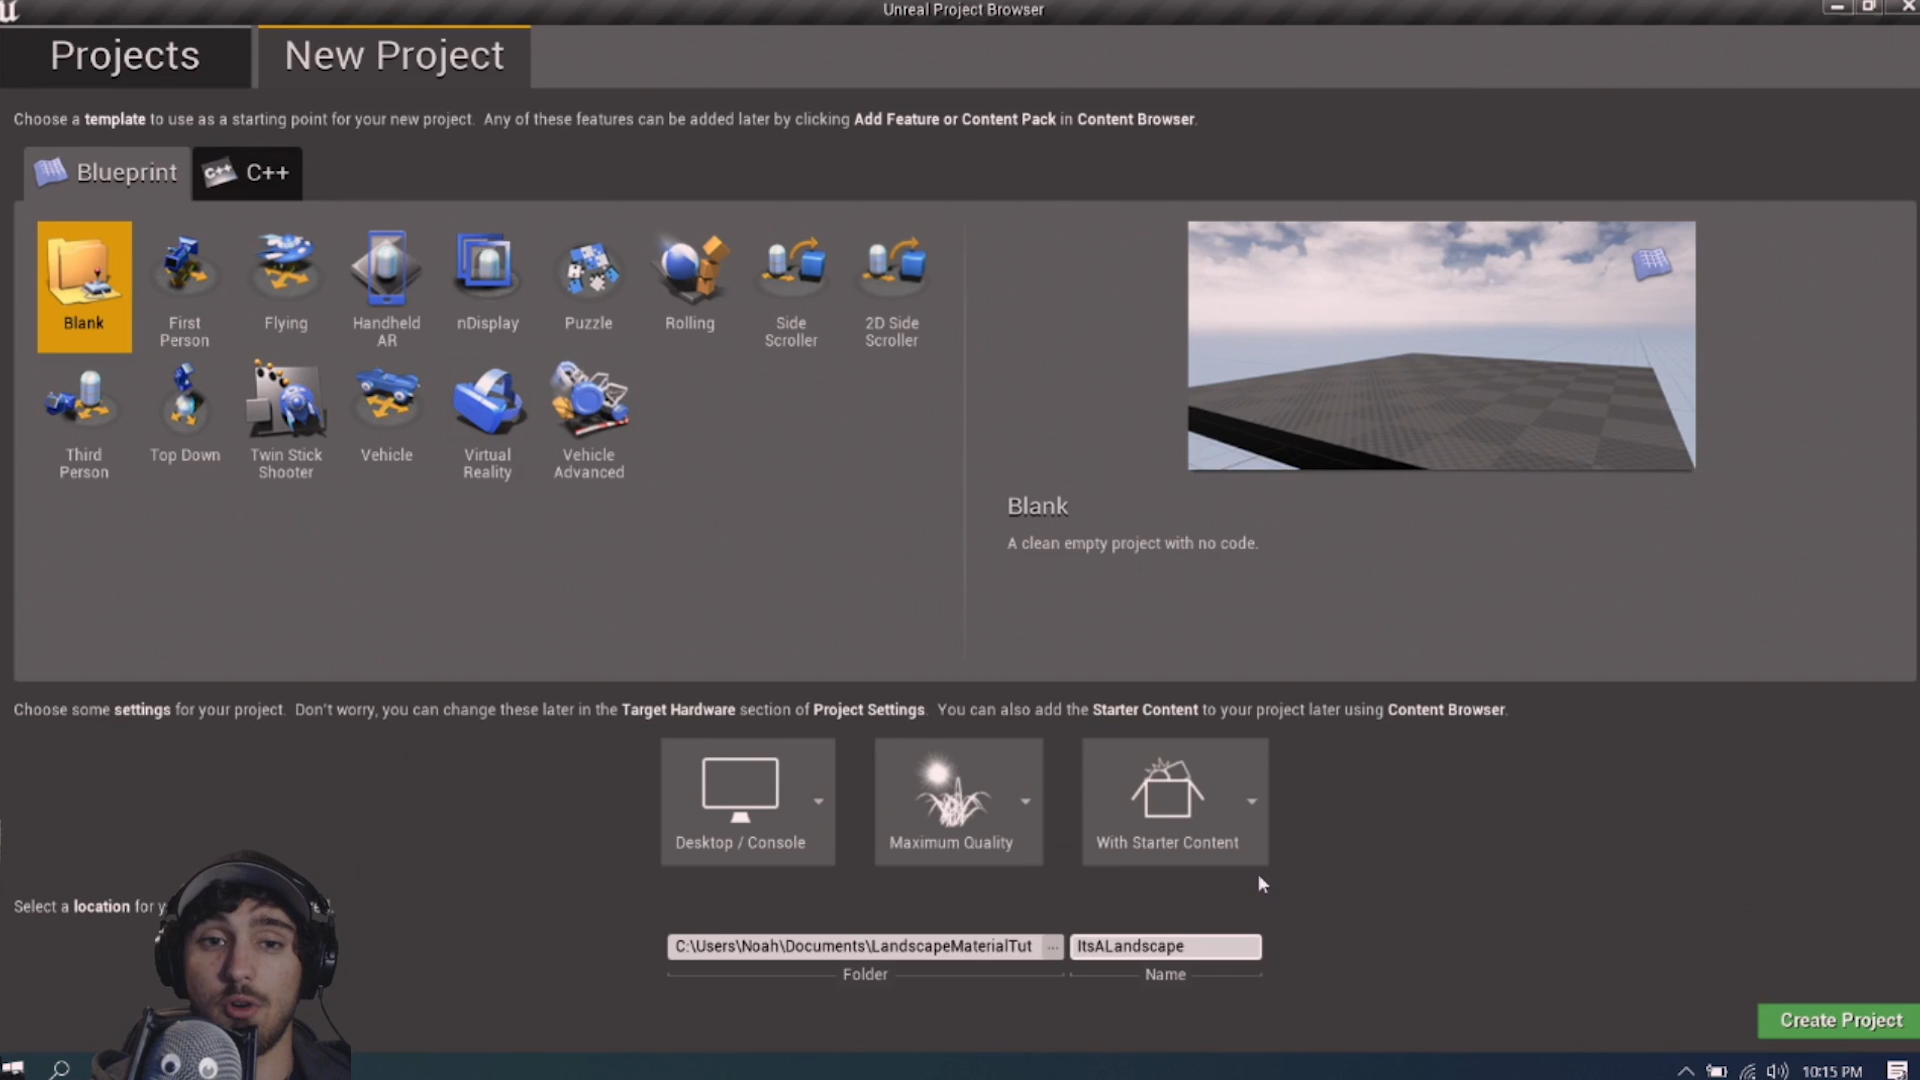 Unreal Project Browser
Projects
New Project
Choose a template to use as a starting point for your new project. Any of these features can be added later by clicking Add Feature or Content Pack in Content Browser.
Blueprint
C++
C++
Blank
First
Person
Flying
Handheld
AR
nDisplay
Puzzle
Rolling
Side
Scroller
2D Side
Scroller
Third
Person
Top Down
Twin Stick
Shooter
Vehicle
Virtual
Reality
Vehicle
Advanced
Blank
A clean empty project with no code.
Choose some settings for your project. Don't worry, you can change these later in the Target Hardware section of Project Settings. You can also add the Starter Content to your project later using Content Browser.
Desktop / Console
Maximum Quality
With Starter Content
Select a location for
C:\Users\Noah\Documents\LandscapeMaterialTut
...
ItsALandscape
Folder
Name
Create Project
10:15 PM